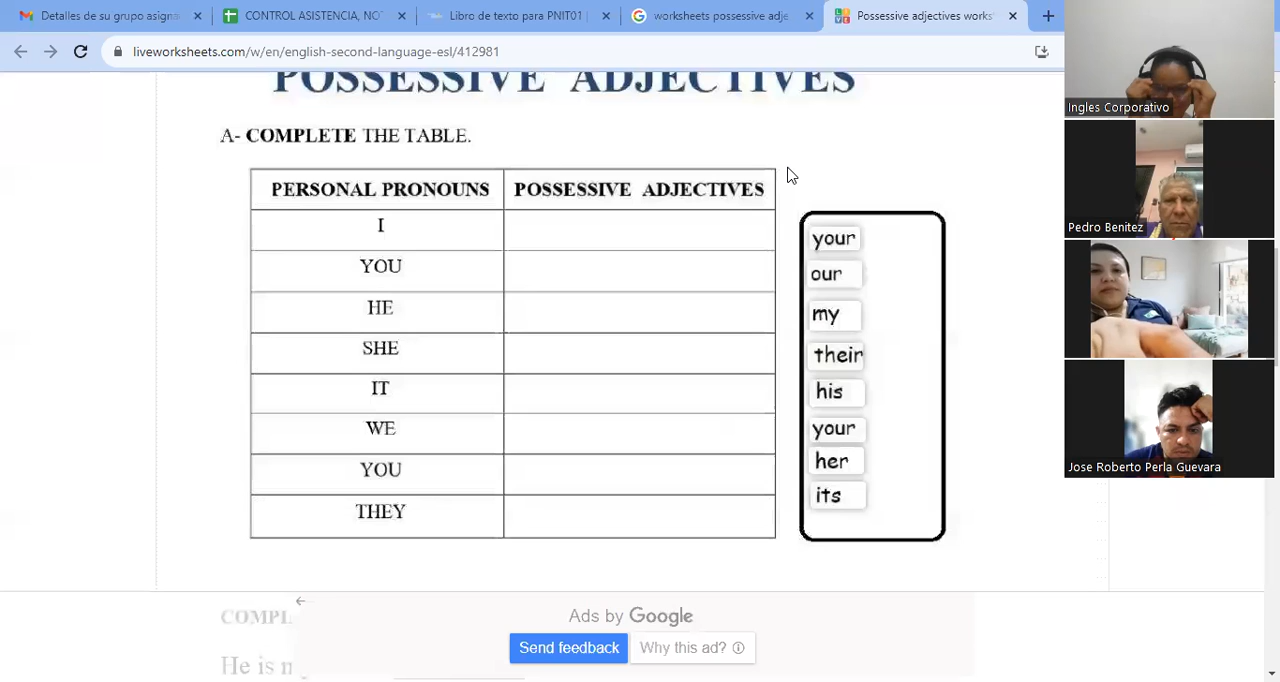 Detalles de su grupo asigna
CONTROL ASISTENCIA, NO
Libro de texto para PNIT01
worksheets possessive adje
Possessive adjectives works
liveworksheets.com/w/en/english-second-language-esl/412981
POSSESSIVE ADJECTIVES
A- COMPLETE THE TABLE.
PERSONAL PRONOUNS POSSESSIVE ADJECTIVES
I
YOU
HE
SHE
IT
WE
YOU
THEY
your
our
my
their
his
your
her
its
COMPL
He is m
Ads by Google
Send feedback
Why this ad?
Ingles Corporativo
Pedro Benitez
Jose Roberto Perla Guevara